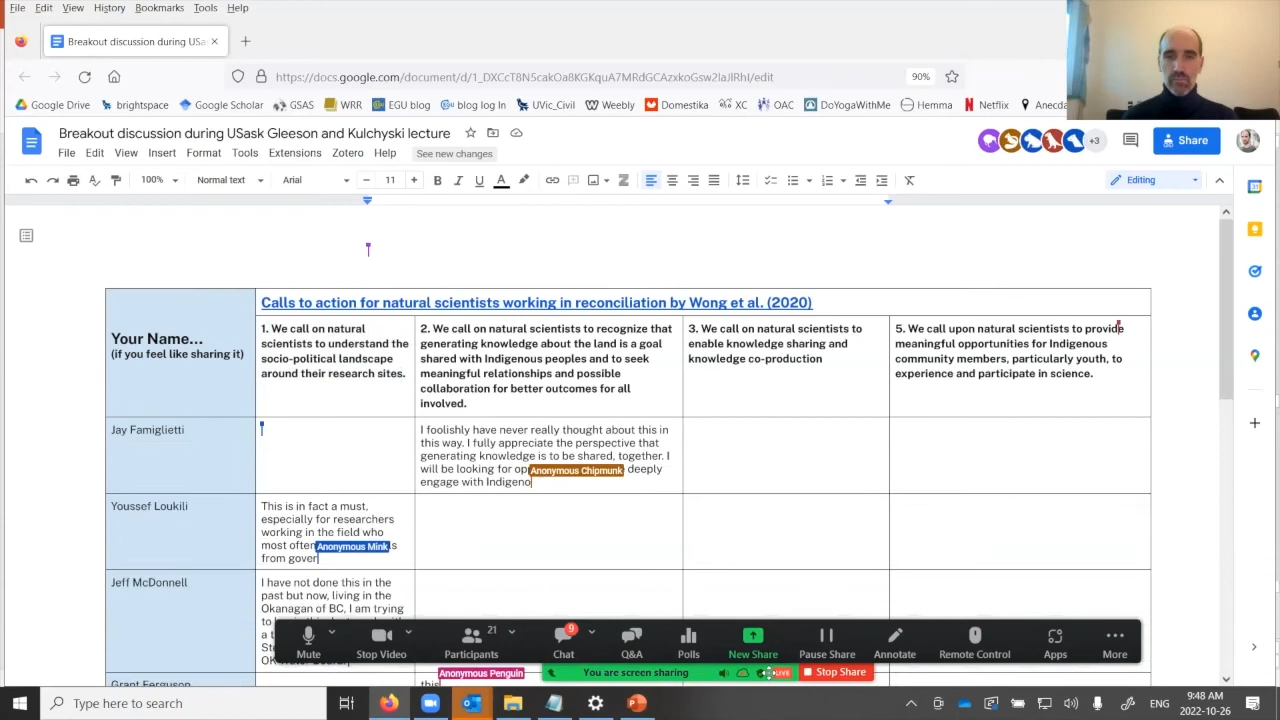 File Edit View History Bookmarks Tools Help
Breakout discussion during USa
https://docs.google.com/document/d/1_DXCcT8N5cakOa8KGKquA7MRdGCAzxkoGsw2laJlRhI/edit
90%
Google Drive brightspace Google Scholar GSAS WRR EGU blog blog log In UVic_Civil Weebly Domestika XC OAC DoYogaWithMe Hemma Netflix Anecda
Breakout discussion during USask Gleeson and Kulchyski lecture
+3
Share
File Edit View Insert Format Tools Extensions Zotero Help
See new changes
100% Normal text Arial 11 Editing
Your Name...
(if you feel like sharing it)
Calls to action for natural scientists working in reconciliation by Wong et al. (2020)
1. We call on natural
scientists to understand the
socio-political landscape
around their research sites.
2. We call on natural scientists to recognize that
generating knowledge about the land is a goal
shared with Indigenous peoples and to seek
meaningful relationships and possible
collaboration for better outcomes for all
involved.
3. We call on natural scientists to
enable knowledge sharing and
knowledge co-production
5. We call upon natural scientists to provide
meaningful opportunities for Indigenous
community members, particularly youth, to
experience and participate in science.
Jay Famiglietti
I foolishly have never really thought about this in
this way. I fully appreciate the perspective that
generating knowledge is to be shared, together. I
will be looking for op Anonymous Chipmunk deeply
engage with Indigeno
Youssef Loukili
This is in fact a must,
especially for researchers
working in the field who
most often Anonymous Mink s
from gover
Jeff McDonnell
I have not done this in the
past but now, living in the
Okanagan of BC, I am trying
Mute Stop Video Participants 21 Chat 9 Q&A Polls New Share Pause Share Annotate Remote Control Apps More
Anonymous Penguin
You are screen sharing LIVE Stop Share
Grant Ferguson
this
Type here to search
ENG
9:48 AM
2022-10-26